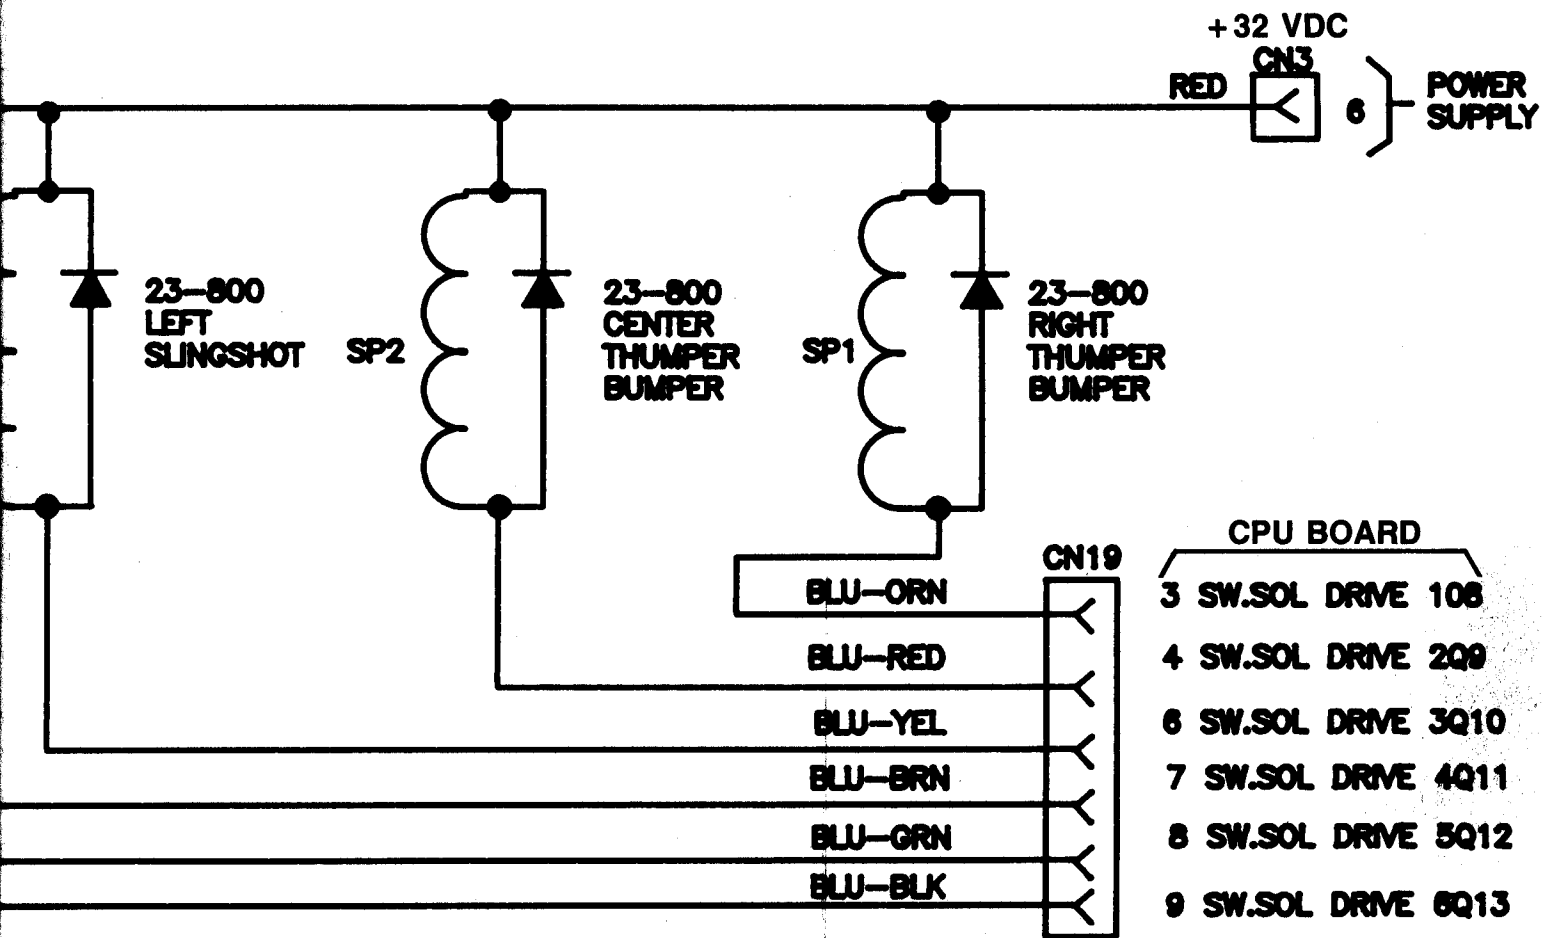 +32 VDC
CN3
RED
6
POWER
SUPPLY
23-800
LEFT
SLINGSHOT
SP2
23-800
CENTER
THUMPER
BUMPER
SP1
23-800
RIGHT
THUMPER
BUMPER
CPU BOARD
CN19
BLU-ORN
3 SW.SOL DRIVE 1Q8
BLU-RED
4 SW.SOL DRIVE 2Q9
BLU-YEL
6 SW.SOL DRIVE 3Q10
BLU-BRN
7 SW.SOL DRIVE 4Q11
BLU-GRN
8 SW.SOL DRIVE 5Q12
BLU-BLK
9 SW.SOL DRIVE 6Q13